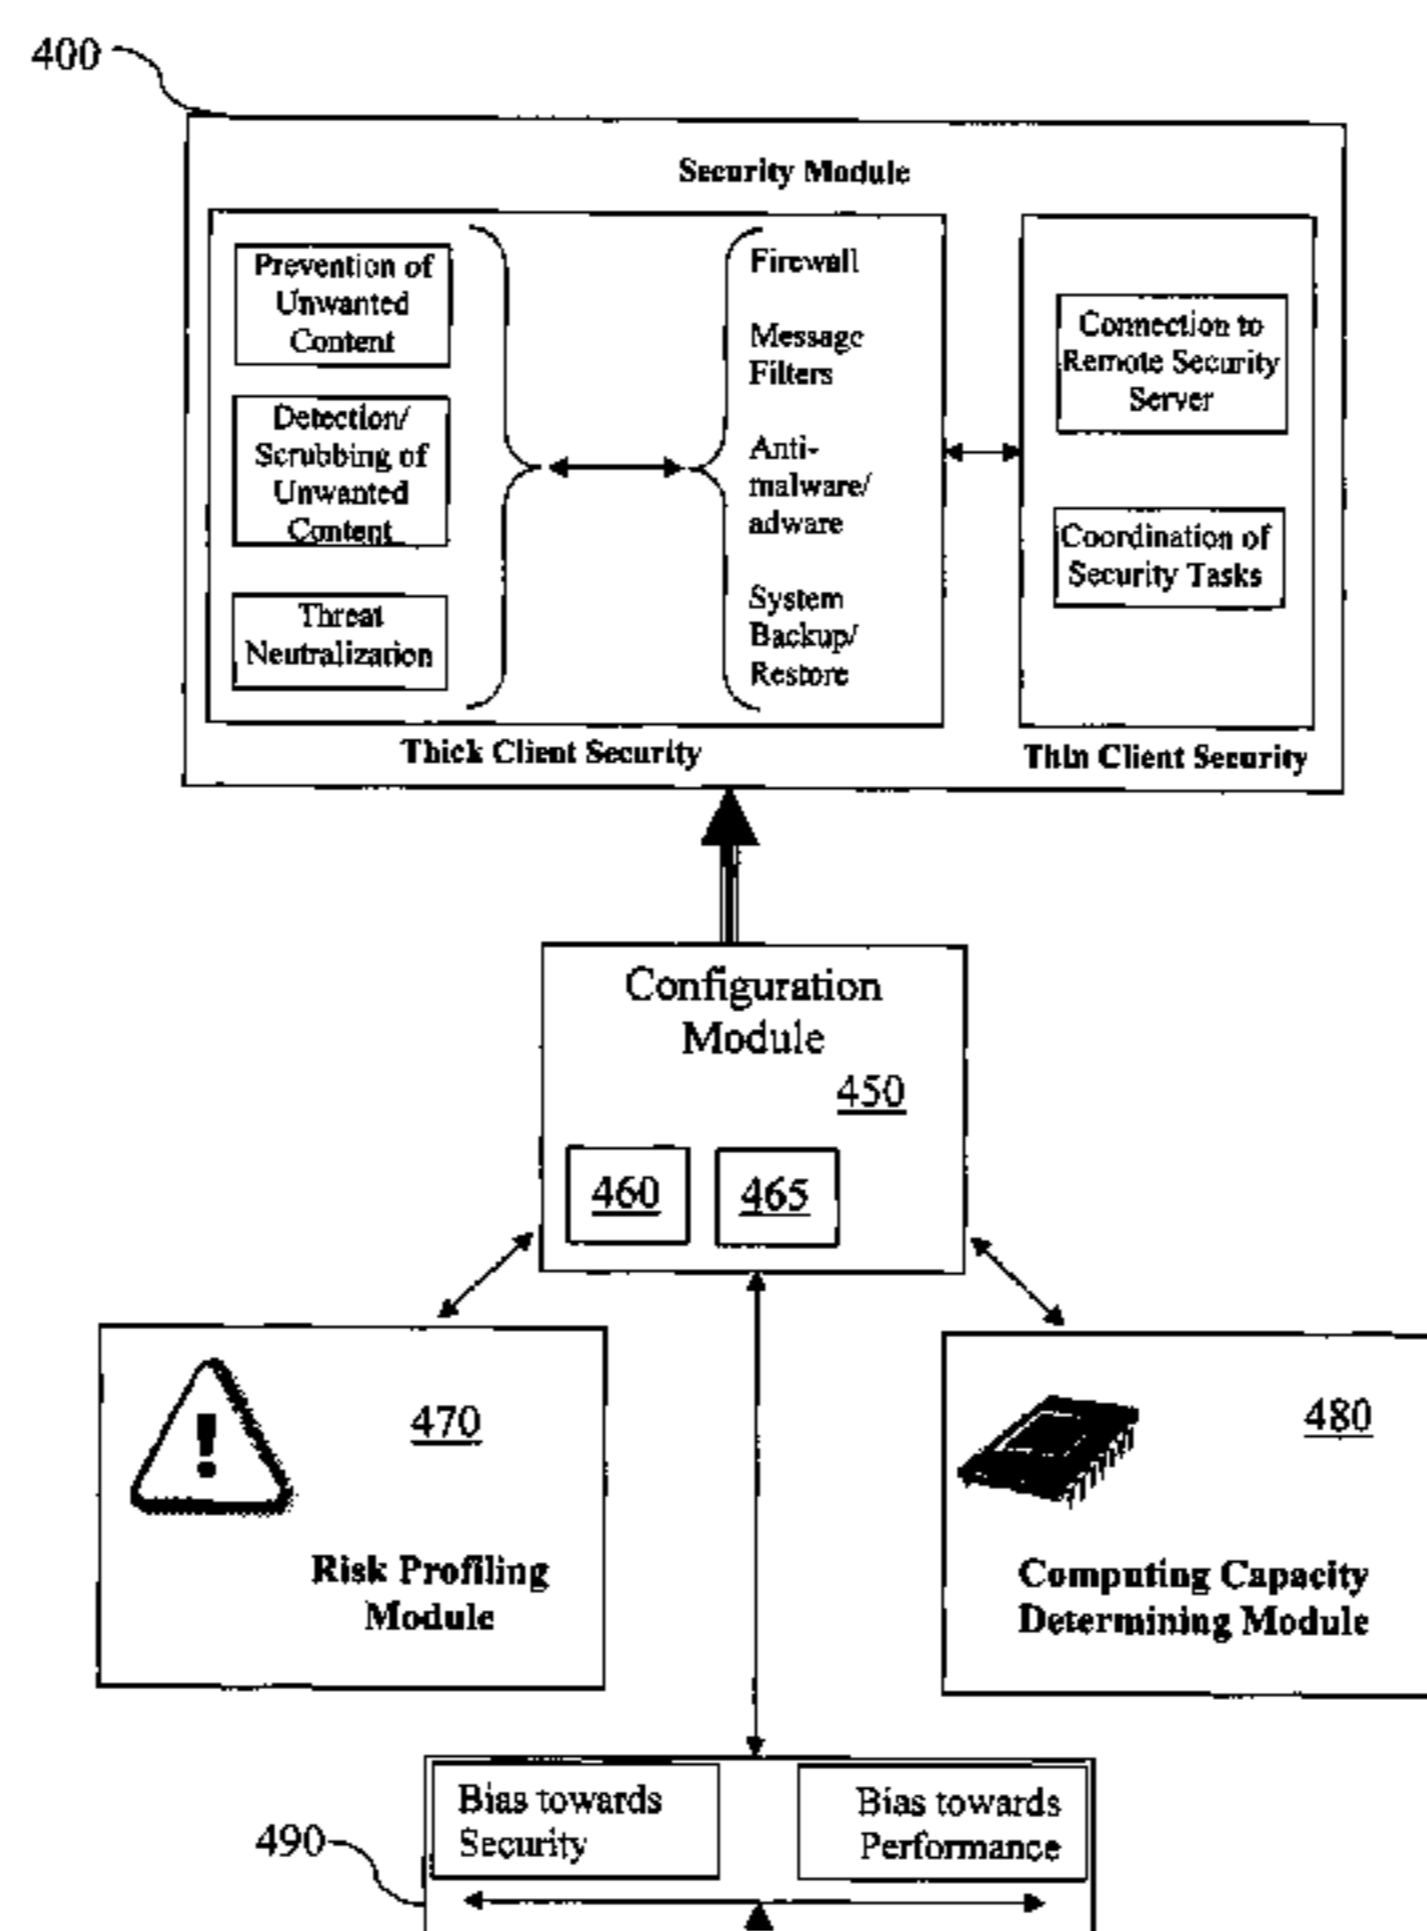 400
Security Module
Prevention of
Unwanted
Content
Detection/
Scrubbing of
Unwanted
Content
Threat
Neutralization
Firewall
Message
Filters
Anti-
malware/
adware
System
Backup/
Restore
Thick Client Security
Connection to
Remote Security
Server
Coordination of
Security Tasks
Thin Client Security
Configuration
Module
450
460
465
470
Risk Profiling
Module
480
Computing Capacity
Determining Module
490
Bias towards
Security
Bias towards
Performance